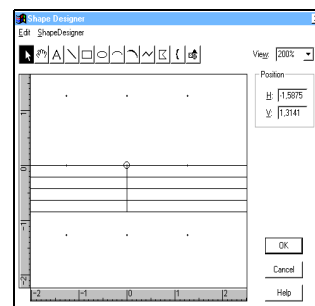 Shape Designer
Edit ShapeDesigner
A
View: 200%
Position
H: -1,5875
V: 1,3141
1
0
-1
-2
-2 -1 0 1 2
OK
Cancel
Help